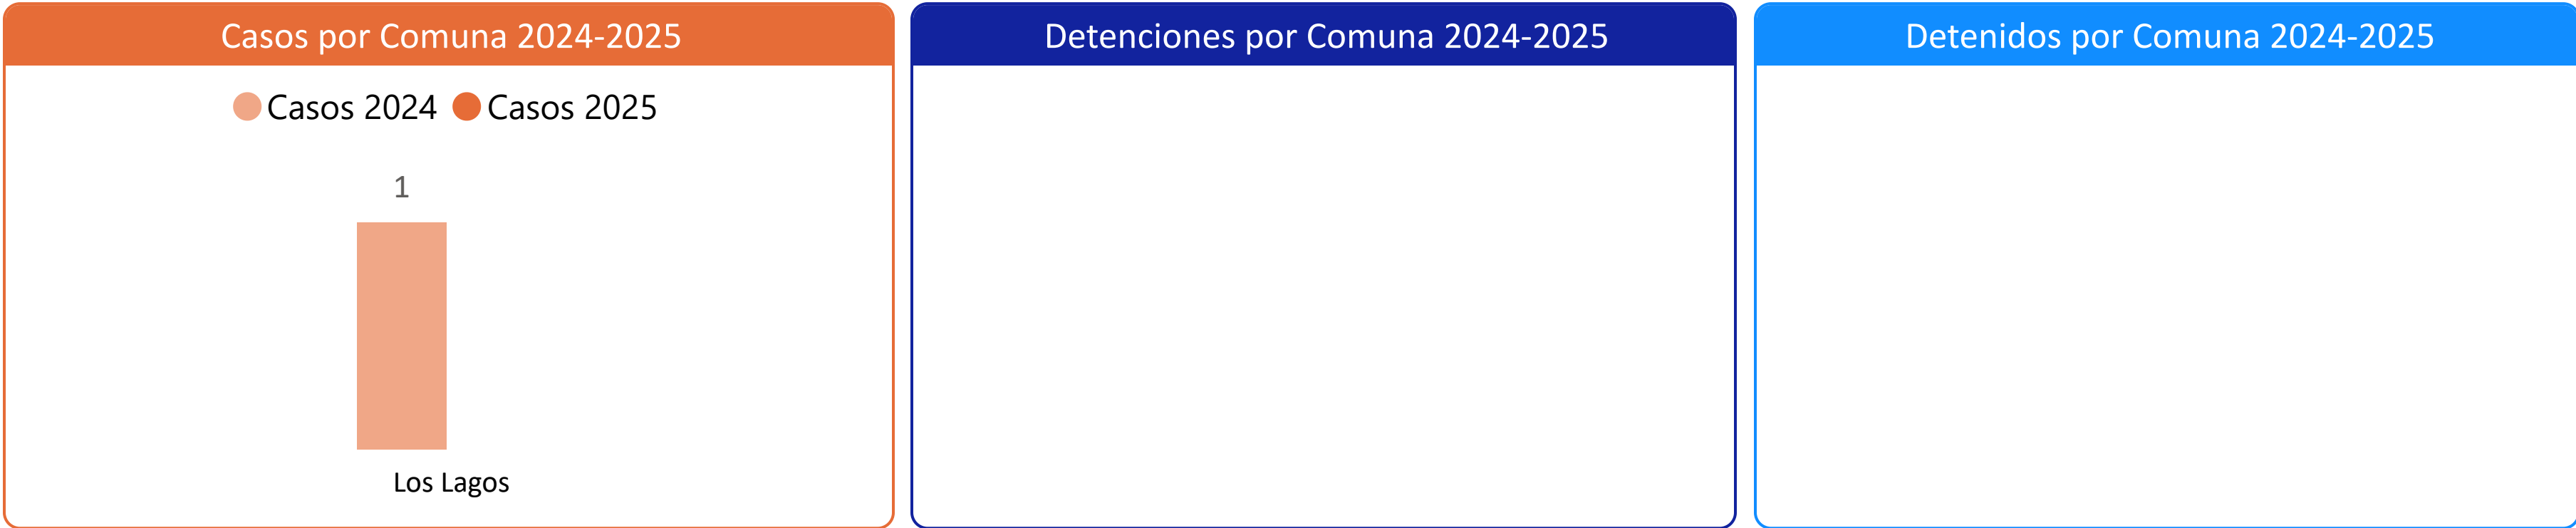 Casos por Comuna 2024-2025
Casos 2024 Casos 2025
1
Los Lagos
Detenciones por Comuna 2024-2025
Detenidos por Comuna 2024-2025